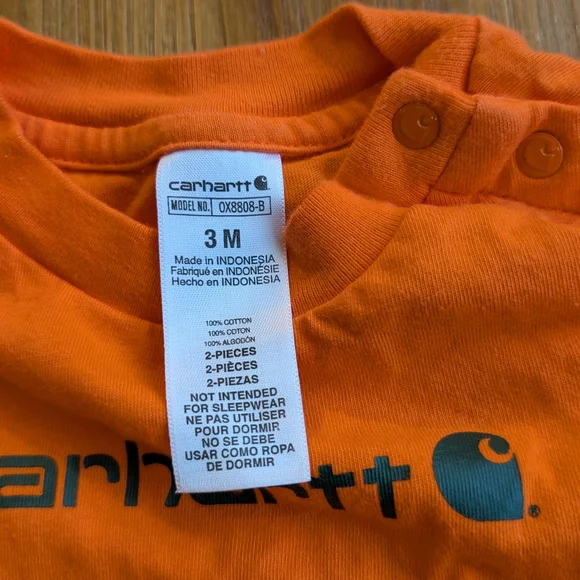 carhartt
MODEL NO. OX8808-B
3 M
Made in INDONESIA
Fabriqué en INDONÉSIE
Hecho en INDONESIA
100% COTTON
100% COTON
100% ALGODÓN
2-PIECES
2-PIÈCES
2-PIEZAS
NOT INTENDED
FOR SLEEPWEAR
NE PAS UTILISER
POUR DORMIR
NO SE DEBE
USAR COMO ROPA
DE DORMIR
arhartt